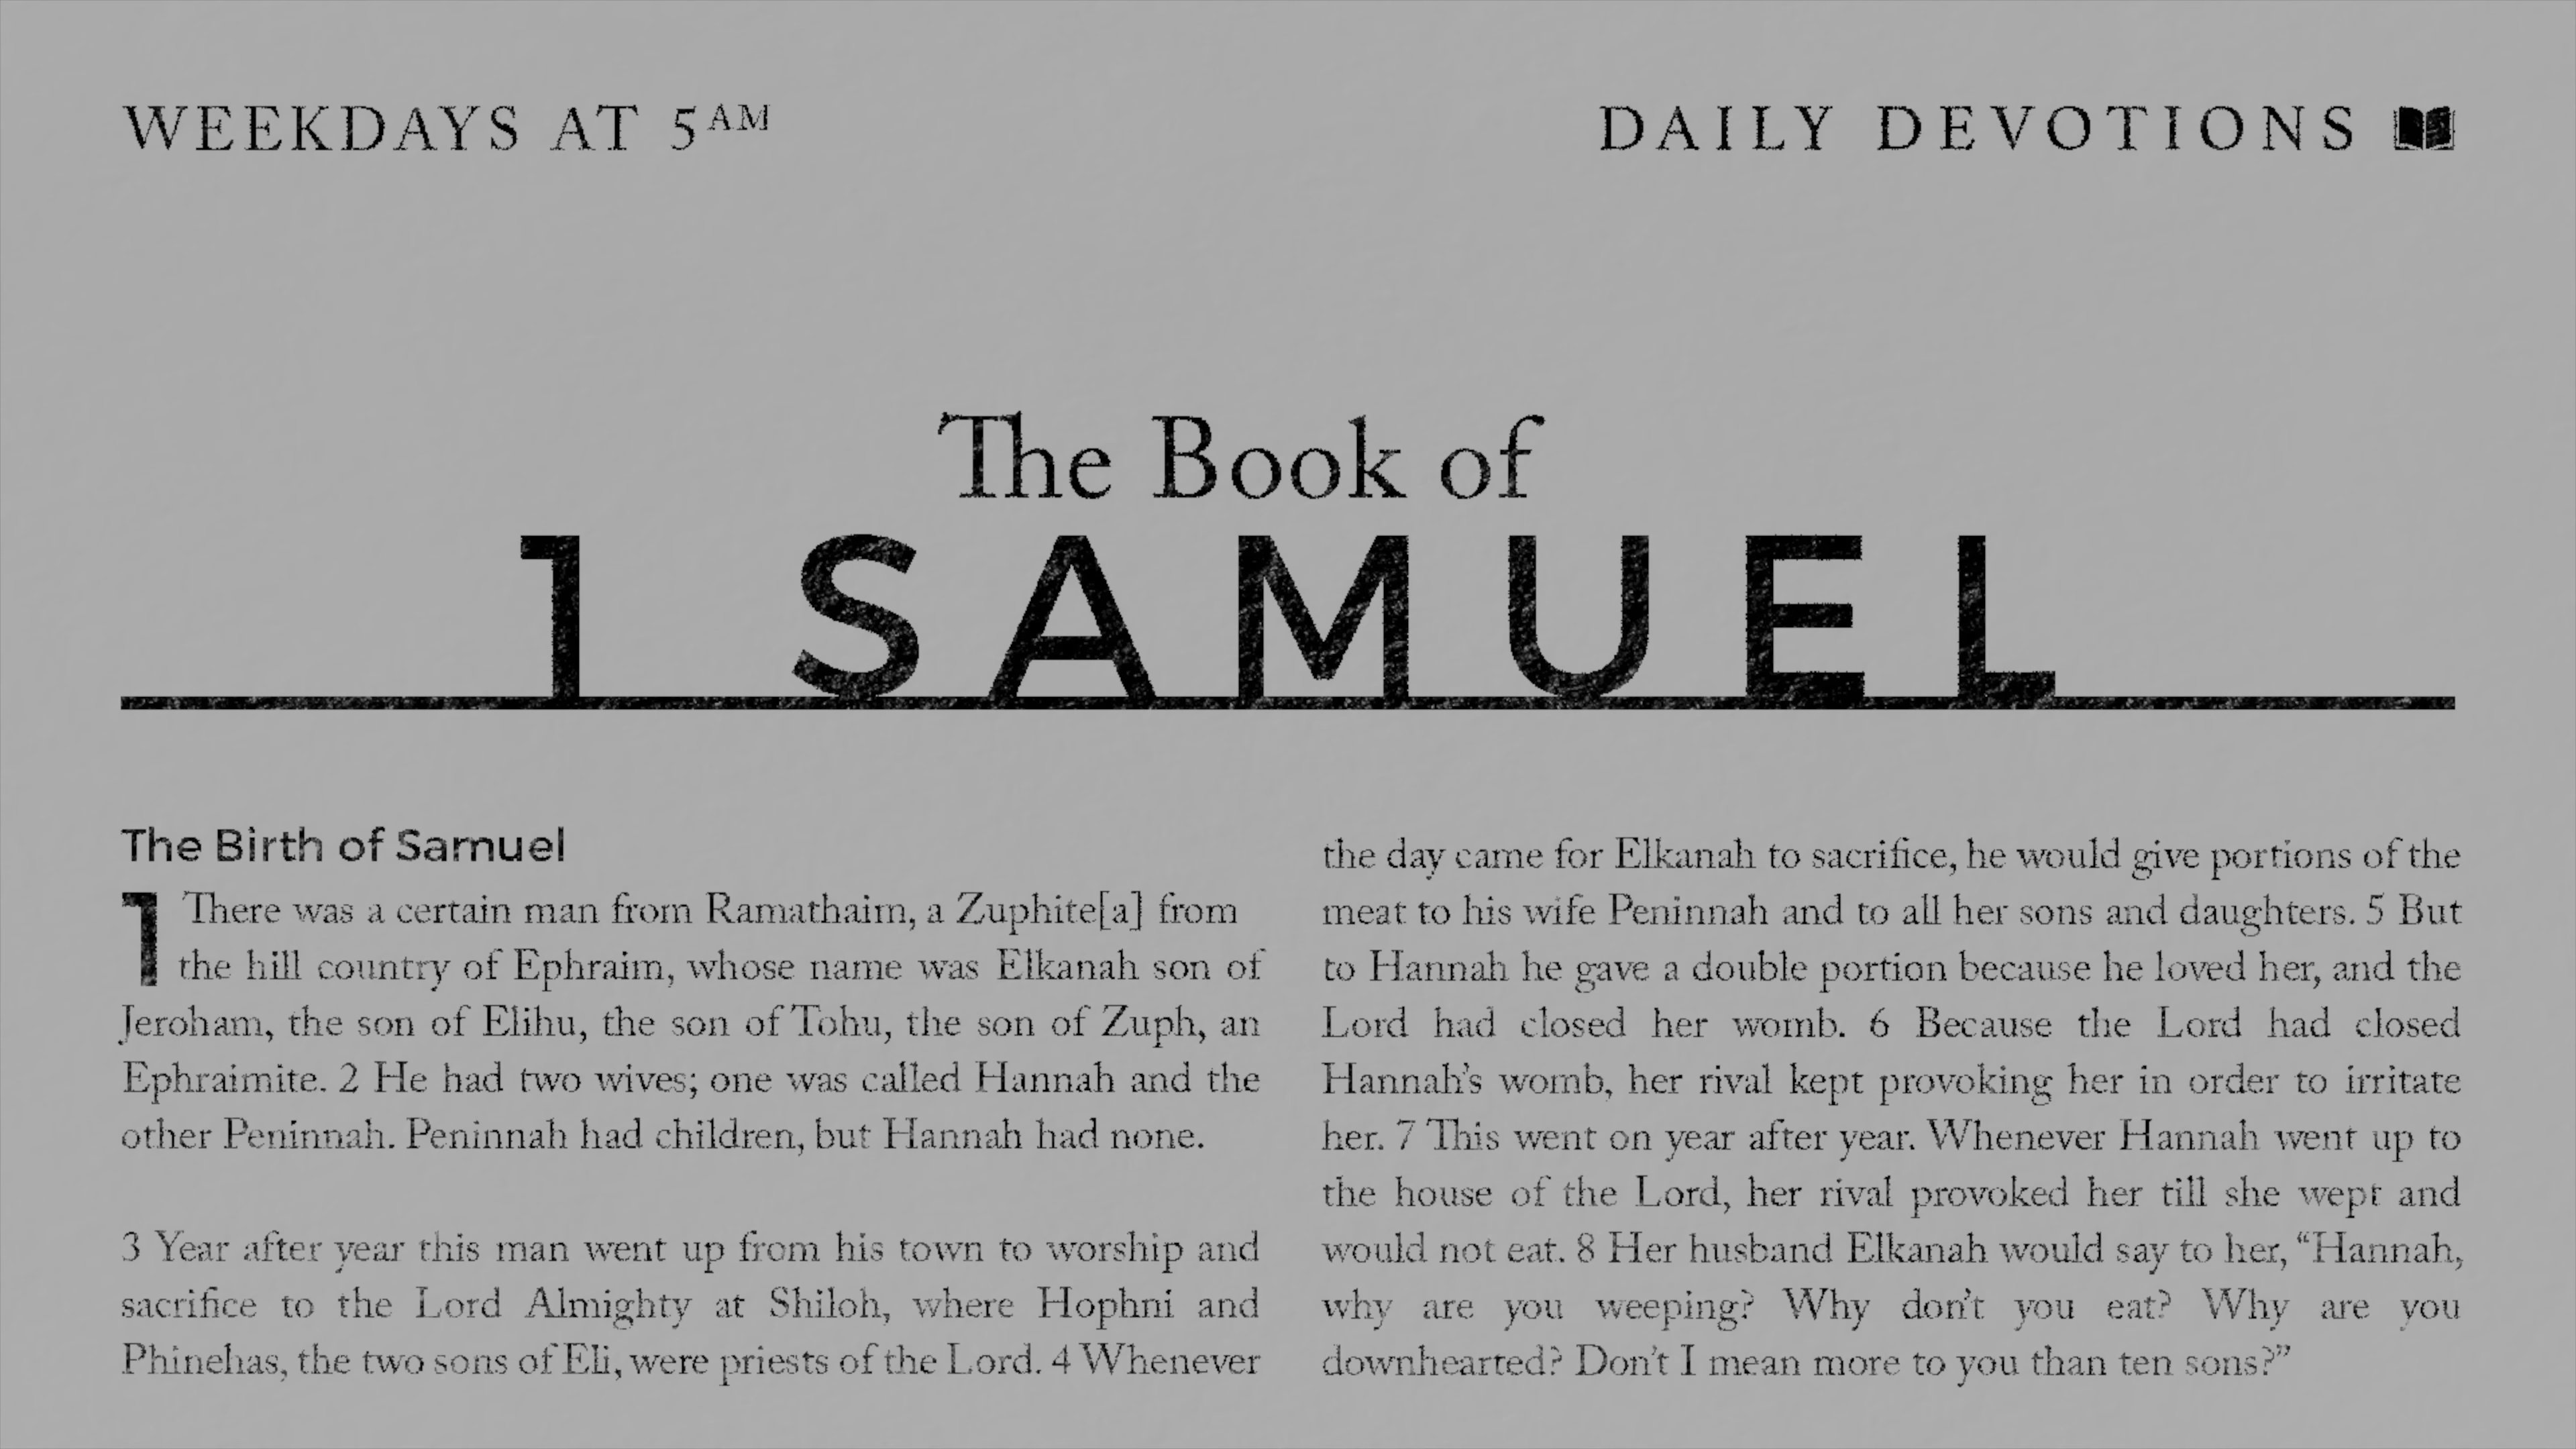 WEEKDAYS AT 5AM
DAILY DEVOTIONS
The Book of
1 SAMUEL
The Birth of Samuel
1 There was a certain man from Ramathaim, a Zuphite[a] from
the hill country of Ephraim, whose name was Elkanah son of
Jeroham, the son of Elihu, the son of Tohu, the son of Zuph, an
Ephraimite. 2 He had two wives; one was called Hannah and the
other Peninnah. Peninnah had children, but Hannah had none.
3 Year after year this man went up from his town to worship and
sacrifice to the Lord Almighty at Shiloh, where Hophni and
Phinehas, the two sons of Eli, were priests of the Lord. 4 Whenever
the day came for Elkanah to sacrifice, he would give portions of the
meat to his wife Peninnah and to all her sons and daughters. 5 But
to Hannah he gave a double portion because he loved her, and the
Lord had closed her womb. 6 Because the Lord had closed
Hannah’s womb, her rival kept provoking her in order to irritate
her. 7 This went on year after year. Whenever Hannah went up to
the house of the Lord, her rival provoked her till she wept and
would not eat. 8 Her husband Elkanah would say to her, “Hannah,
why are you weeping? Why don’t you eat? Why are you
downhearted? Don’t I mean more to you than ten sons?”